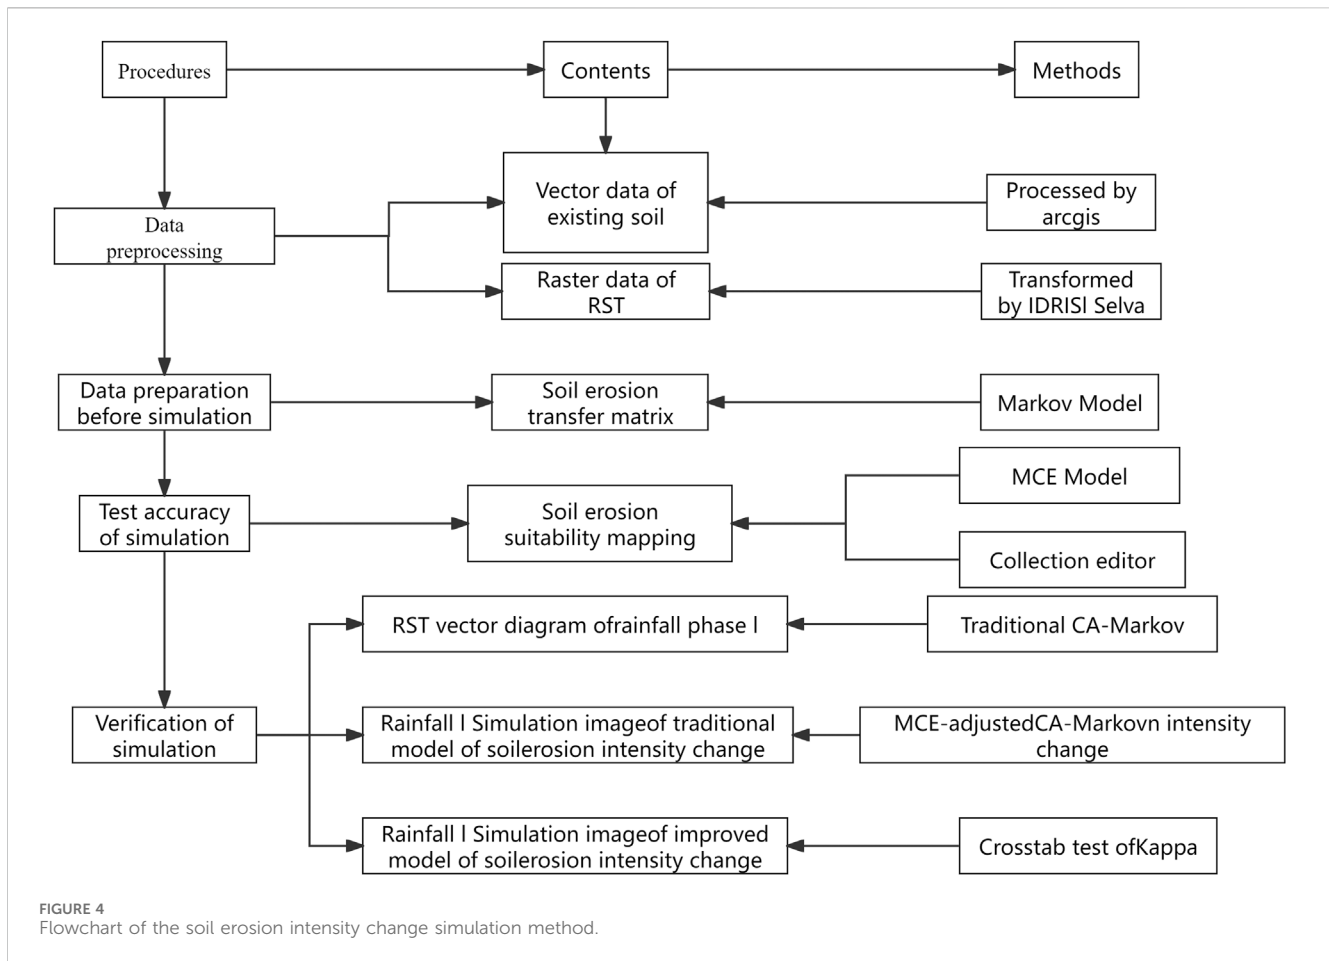 Procedures
Contents
Methods
Vector data of
existing soil
Processed by
arcgis
Data
preprocessing
Raster data of
RST
Transformed
by IDRISl Selva
Data preparation
before simulation
Soil erosion
transfer matrix
Markov Model
MCE Model
Test accuracy
of simulation
Soil erosion
suitability mapping
Collection editor
RST vector diagram ofrainfall phase l
Traditional CA-Markov
Verification of
simulation
Rainfall l Simulation imageof traditional
model of soilerosion intensity change
MCE-adjustedCA-Markovn intensity
change
Rainfall l Simulation imageof improved
model of soilerosion intensity change
Crosstab test ofKappa
FIGURE 4
Flowchart of the soil erosion intensity change simulation method.